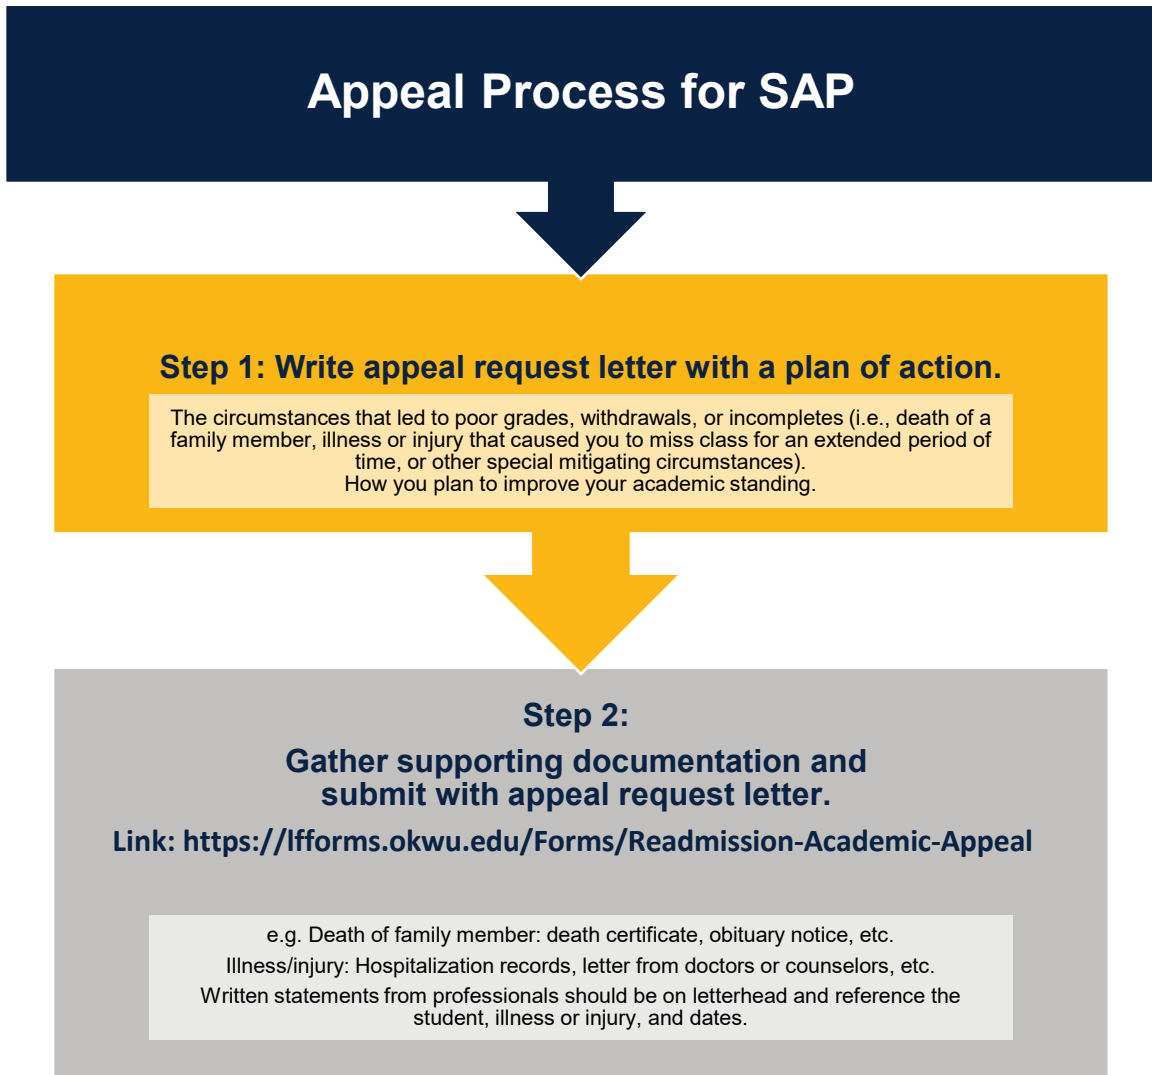 Appeal Process for SAP
Step 1: Write appeal request letter with a plan of action.
The circumstances that led to poor grades, withdrawals, or incompletes (i.e., death of a
family member, illness or injury that caused you to miss class for an extended period of
time, or other special mitigating circumstances).
How you plan to improve your academic standing.
Step 2:
Gather supporting documentation and
submit with appeal request letter.
Link: https://lfforms.okwu.edu/Forms/Readmission-Academic-Appeal
e.g. Death of family member: death certificate, obituary notice, etc.
Illness/injury: Hospitalization records, letter from doctors or counselors, etc.
Written statements from professionals should be on letterhead and reference the
student, illness or injury, and dates.